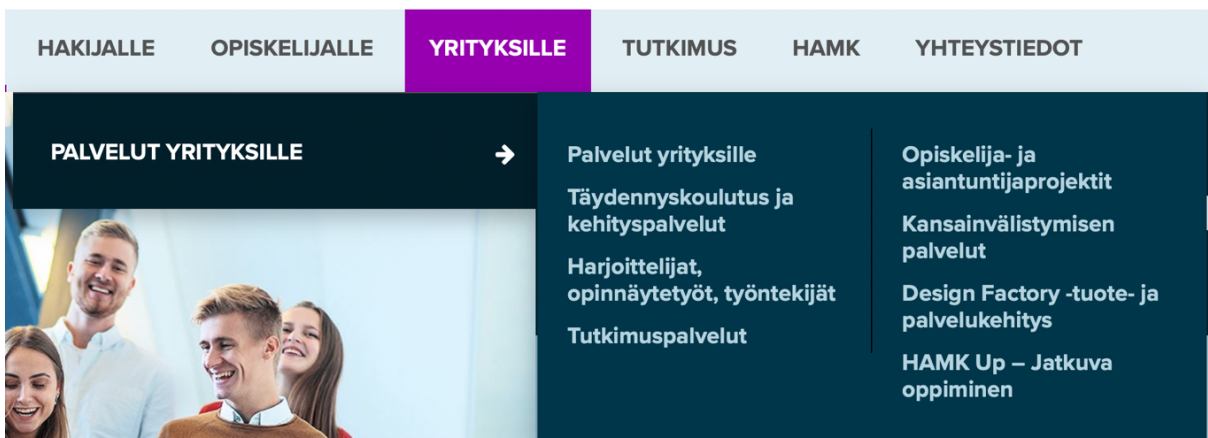 HAKIJALLE OPISKELIJALLE YRITYKSILLE TUTKIMUS HAMK YHTEYSTIEDOT
PALVELUT YRITYKSILLE
Palvelut yrityksille
Täydennyskoulutus ja
kehityspalvelut
Harjoittelijat,
opinnäytetyöt, työntekijät
Tutkimuspalvelut
Opiskelija- ja
asiantuntijaprojektit
Kansainvälistymisen
palvelut
Design Factory -tuote- ja
palvelukehitys
HAMK Up – Jatkuva
oppiminen